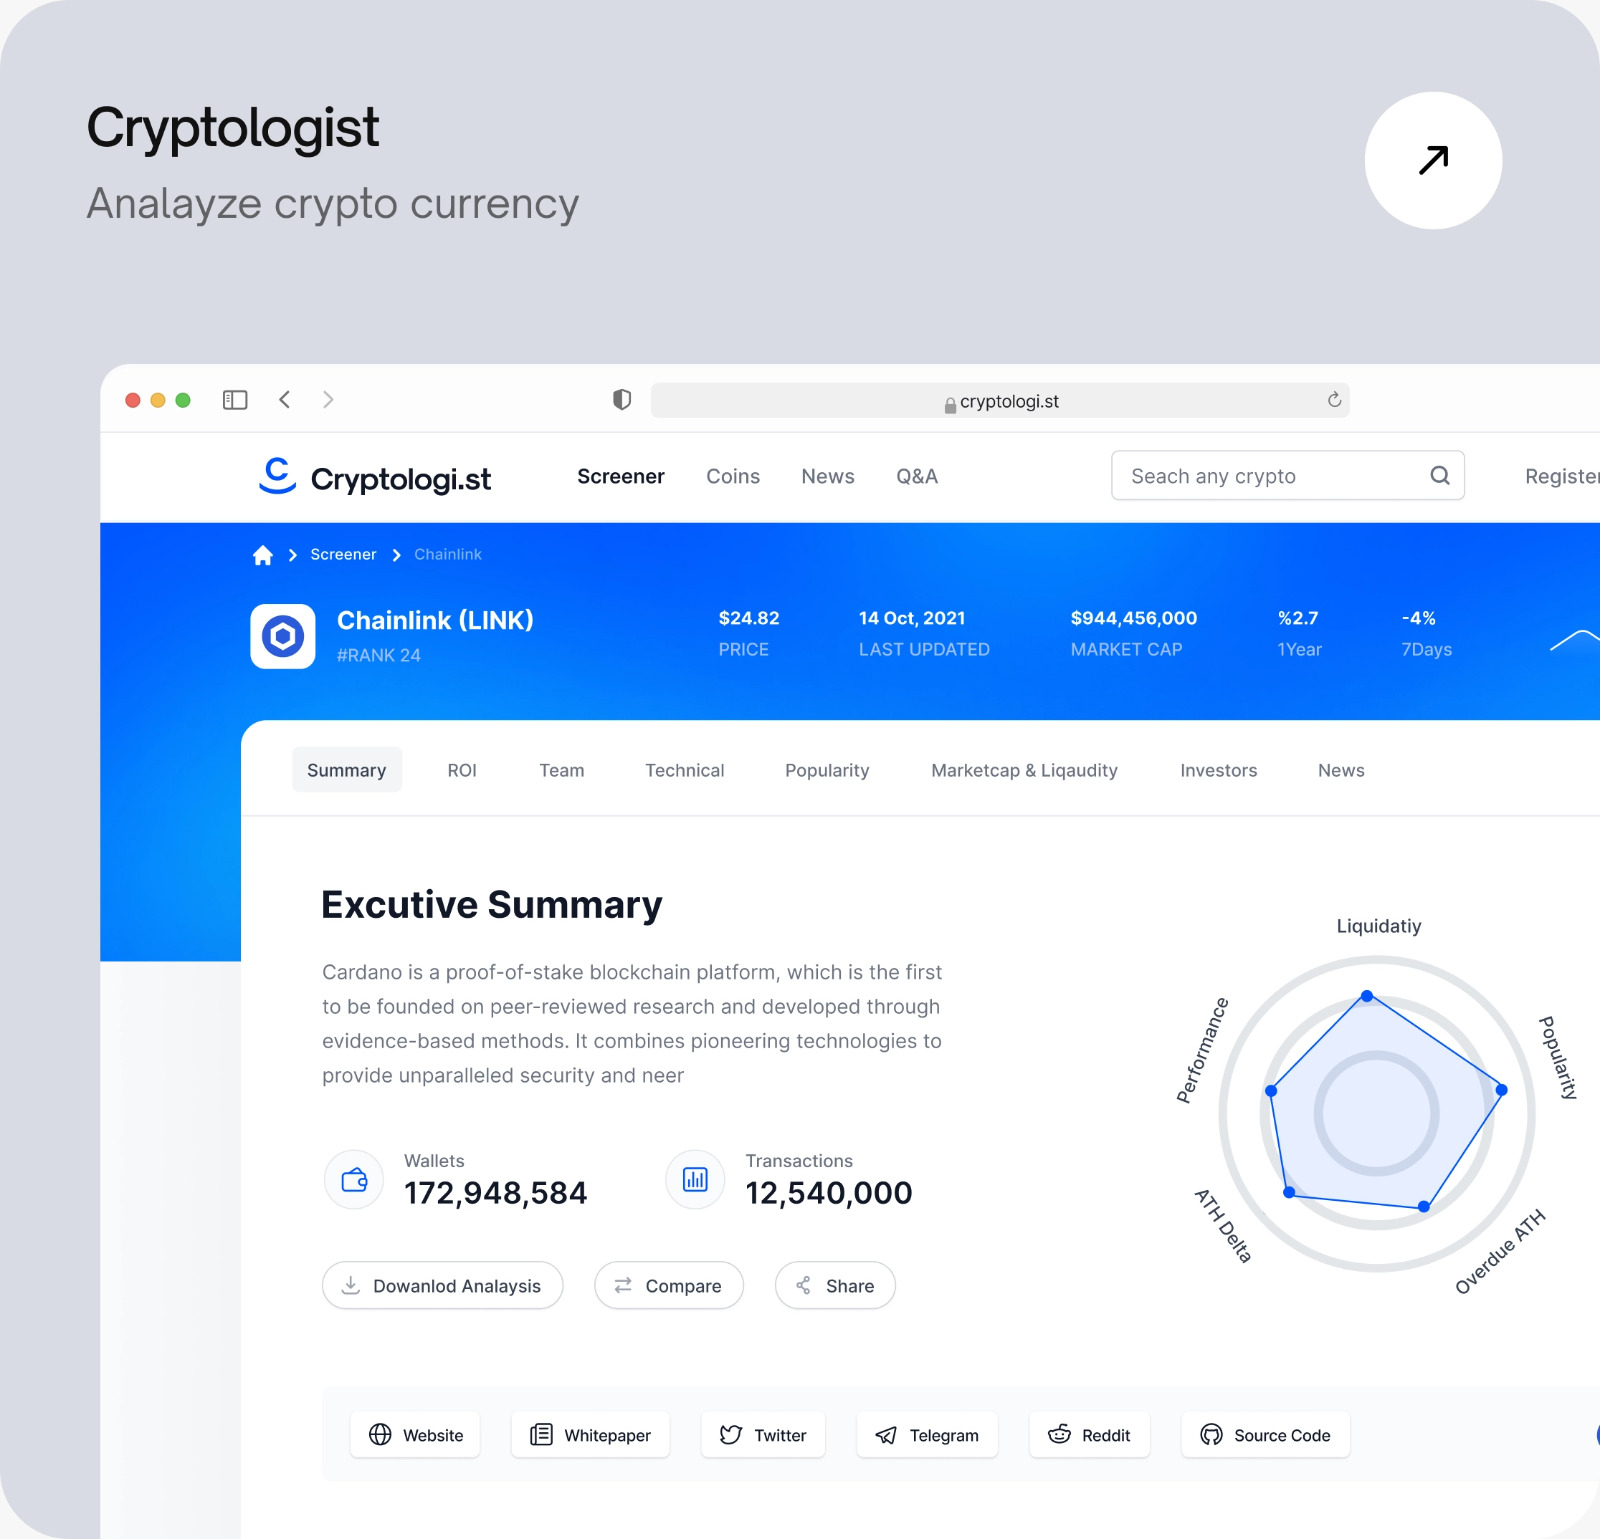 Cryptologist
Analayze crypto currency
cryptologi.st
C Cryptologi.st
Screener
Coins
News
Q&A
Seach any crypto
Register
Screener
Chainlink
Chainlink (LINK)
#RANK 24
$24.82
PRICE
14 Oct, 2021
LAST UPDATED
$944,456,000
MARKET CAP
%2.7
1Year
-4%
7Days
Summary
ROI
Team
Technical
Popularity
Marketcap & Liqaudity
Investors
News
Excutive Summary
Cardano is a proof-of-stake blockchain platform, which is the first
to be founded on peer-reviewed research and developed through
evidence-based methods. It combines pioneering technologies to
provide unparalleled security and neer
Wallets
172,948,584
Transactions
12,540,000
Dowanlod Analaysis
Compare
Share
Liquidatiy
Performance
Popularity
ATH Delta
Overdue ATH
Website
Whitepaper
Twitter
Telegram
Reddit
Source Code